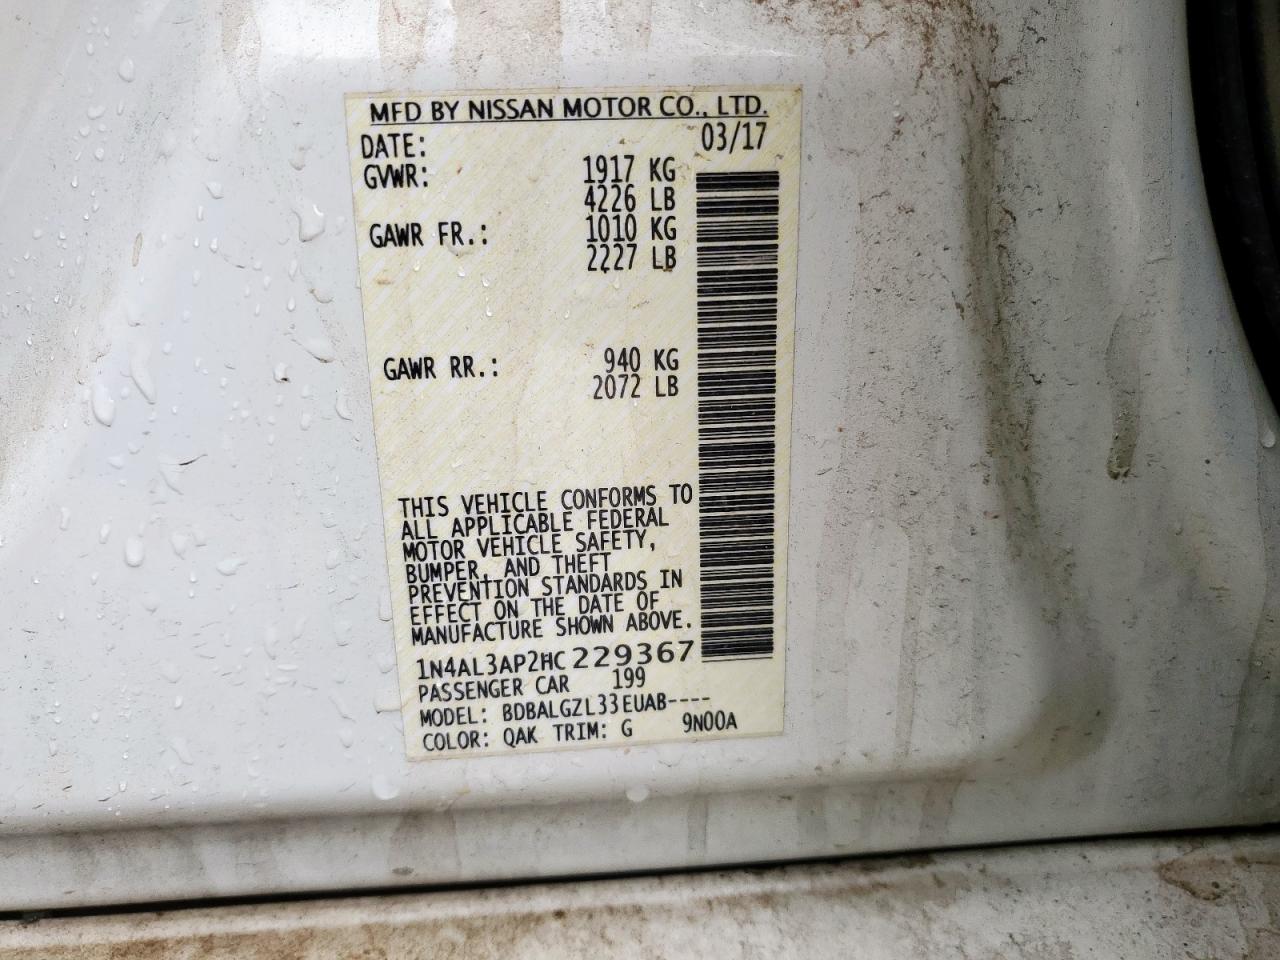 MFD BY NISSAN MOTOR CO., LTD.
DATE: 03/17
GVWR: 1917 KG
4226 LB
GAWR FR.: 1010 KG
2227 LB
GAWR RR.: 940 KG
2072 LB
THIS VEHICLE CONFORMS TO
ALL APPLICABLE FEDERAL
MOTOR VEHICLE SAFETY,
BUMPER, AND THEFT
PREVENTION STANDARDS IN
EFFECT ON THE DATE OF
MANUFACTURE SHOWN ABOVE.
1N4AL3AP2HC229367
PASSENGER CAR 199
MODEL: BDBALGZL33EUAB----
COLOR: QAK TRIM: G 9N00A